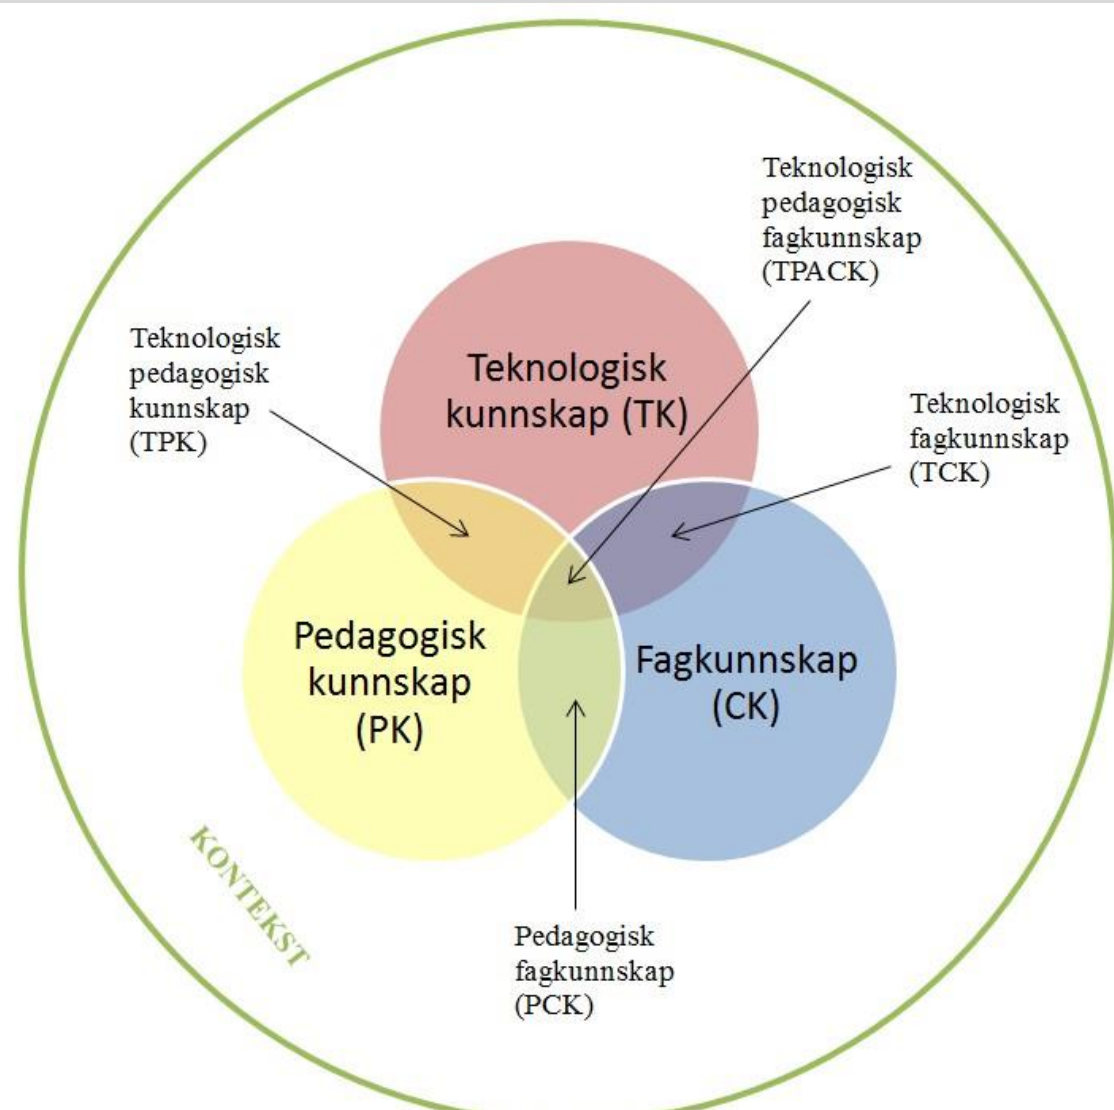 Teknologisk
pedagogisk
fagkunnskap
(TPACK)
Teknologisk
pedagogisk
kunnskap
(TPK)
Teknologisk
kunnskap (TK)
Teknologisk
fagkunnskap
(TCK)
Pedagogisk
kunnskap
(PK)
Fagkunnskap
(CK)
KONTEKST
Pedagogisk
fagkunnskap
(PCK)